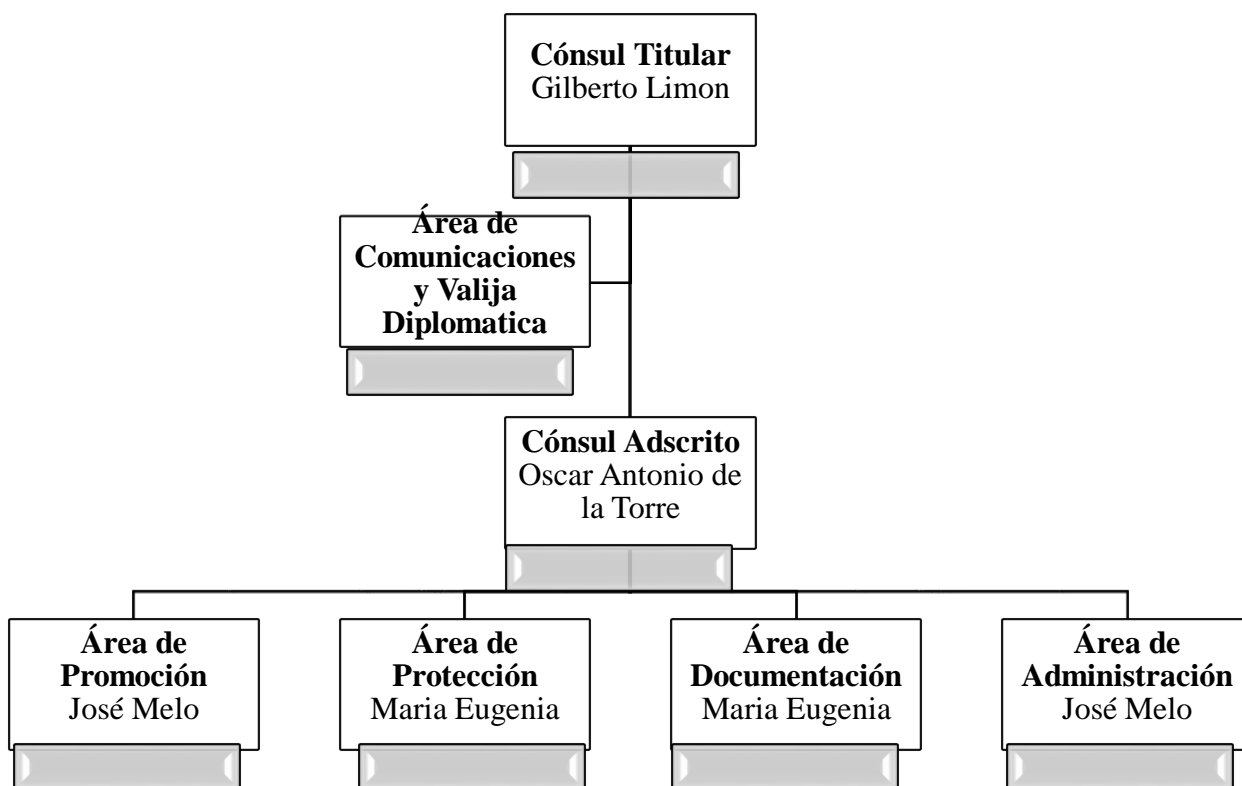 Cónsul Titular
Gilberto Limon
Área de
Comunicaciones
y Valija
Diplomatica
Cónsul Adscrito
Oscar Antonio de
la Torre
Área de
Promoción
José Melo
Área de
Protección
Maria Eugenia
Área de
Documentación
Maria Eugenia
Área de
Administración
José Melo